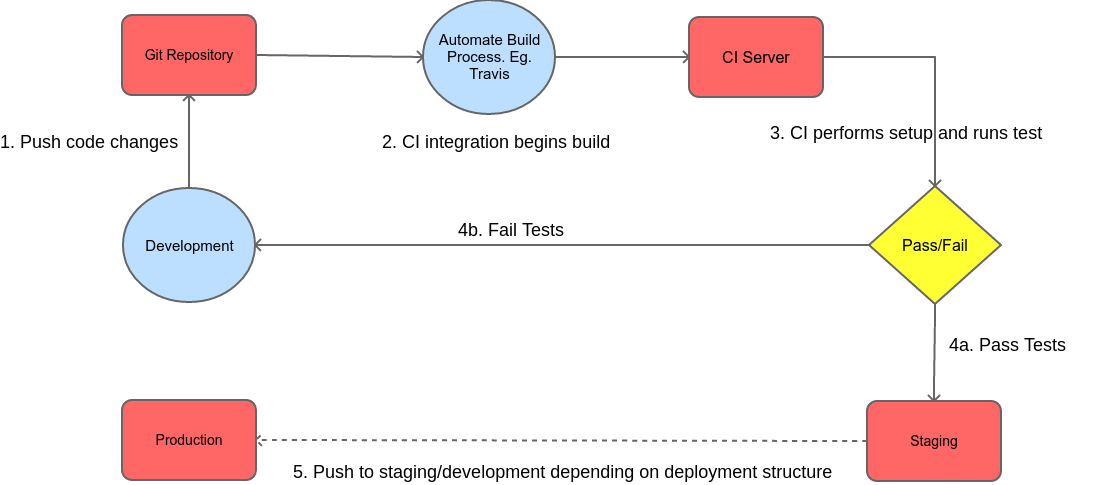 Git Repository
Automate Build
Process. Eg.
Travis
CI Server
1. Push code changes
2. CI integration begins build
3. CI performs setup and runs test
4b. Fail Tests
Development
Pass/Fail
4a. Pass Tests
Production
Staging
5. Push to staging/development depending on deployment structure